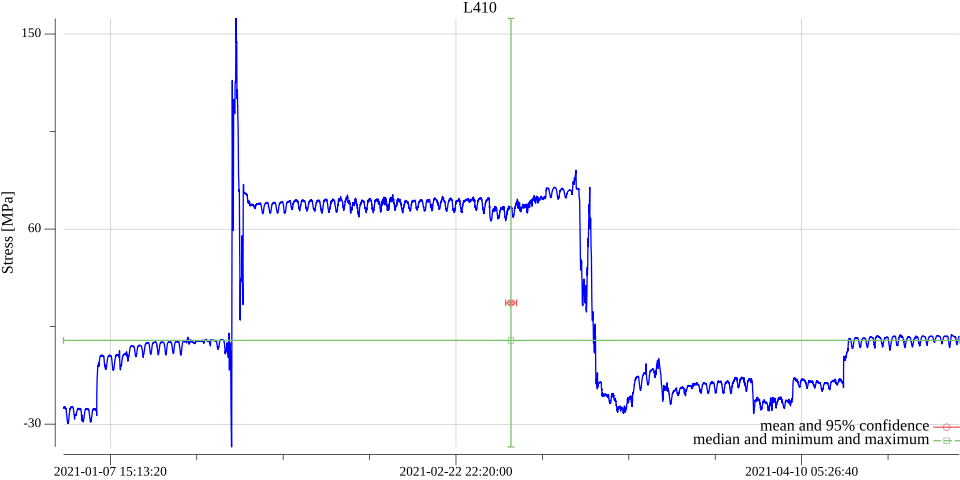 L410
150
60
-30
Stress [MPa]
mean and 95% confidence
median and minimum and maximum
2021-01-07 15:13:20
2021-02-22 22:20:00
2021-04-10 05:26:40